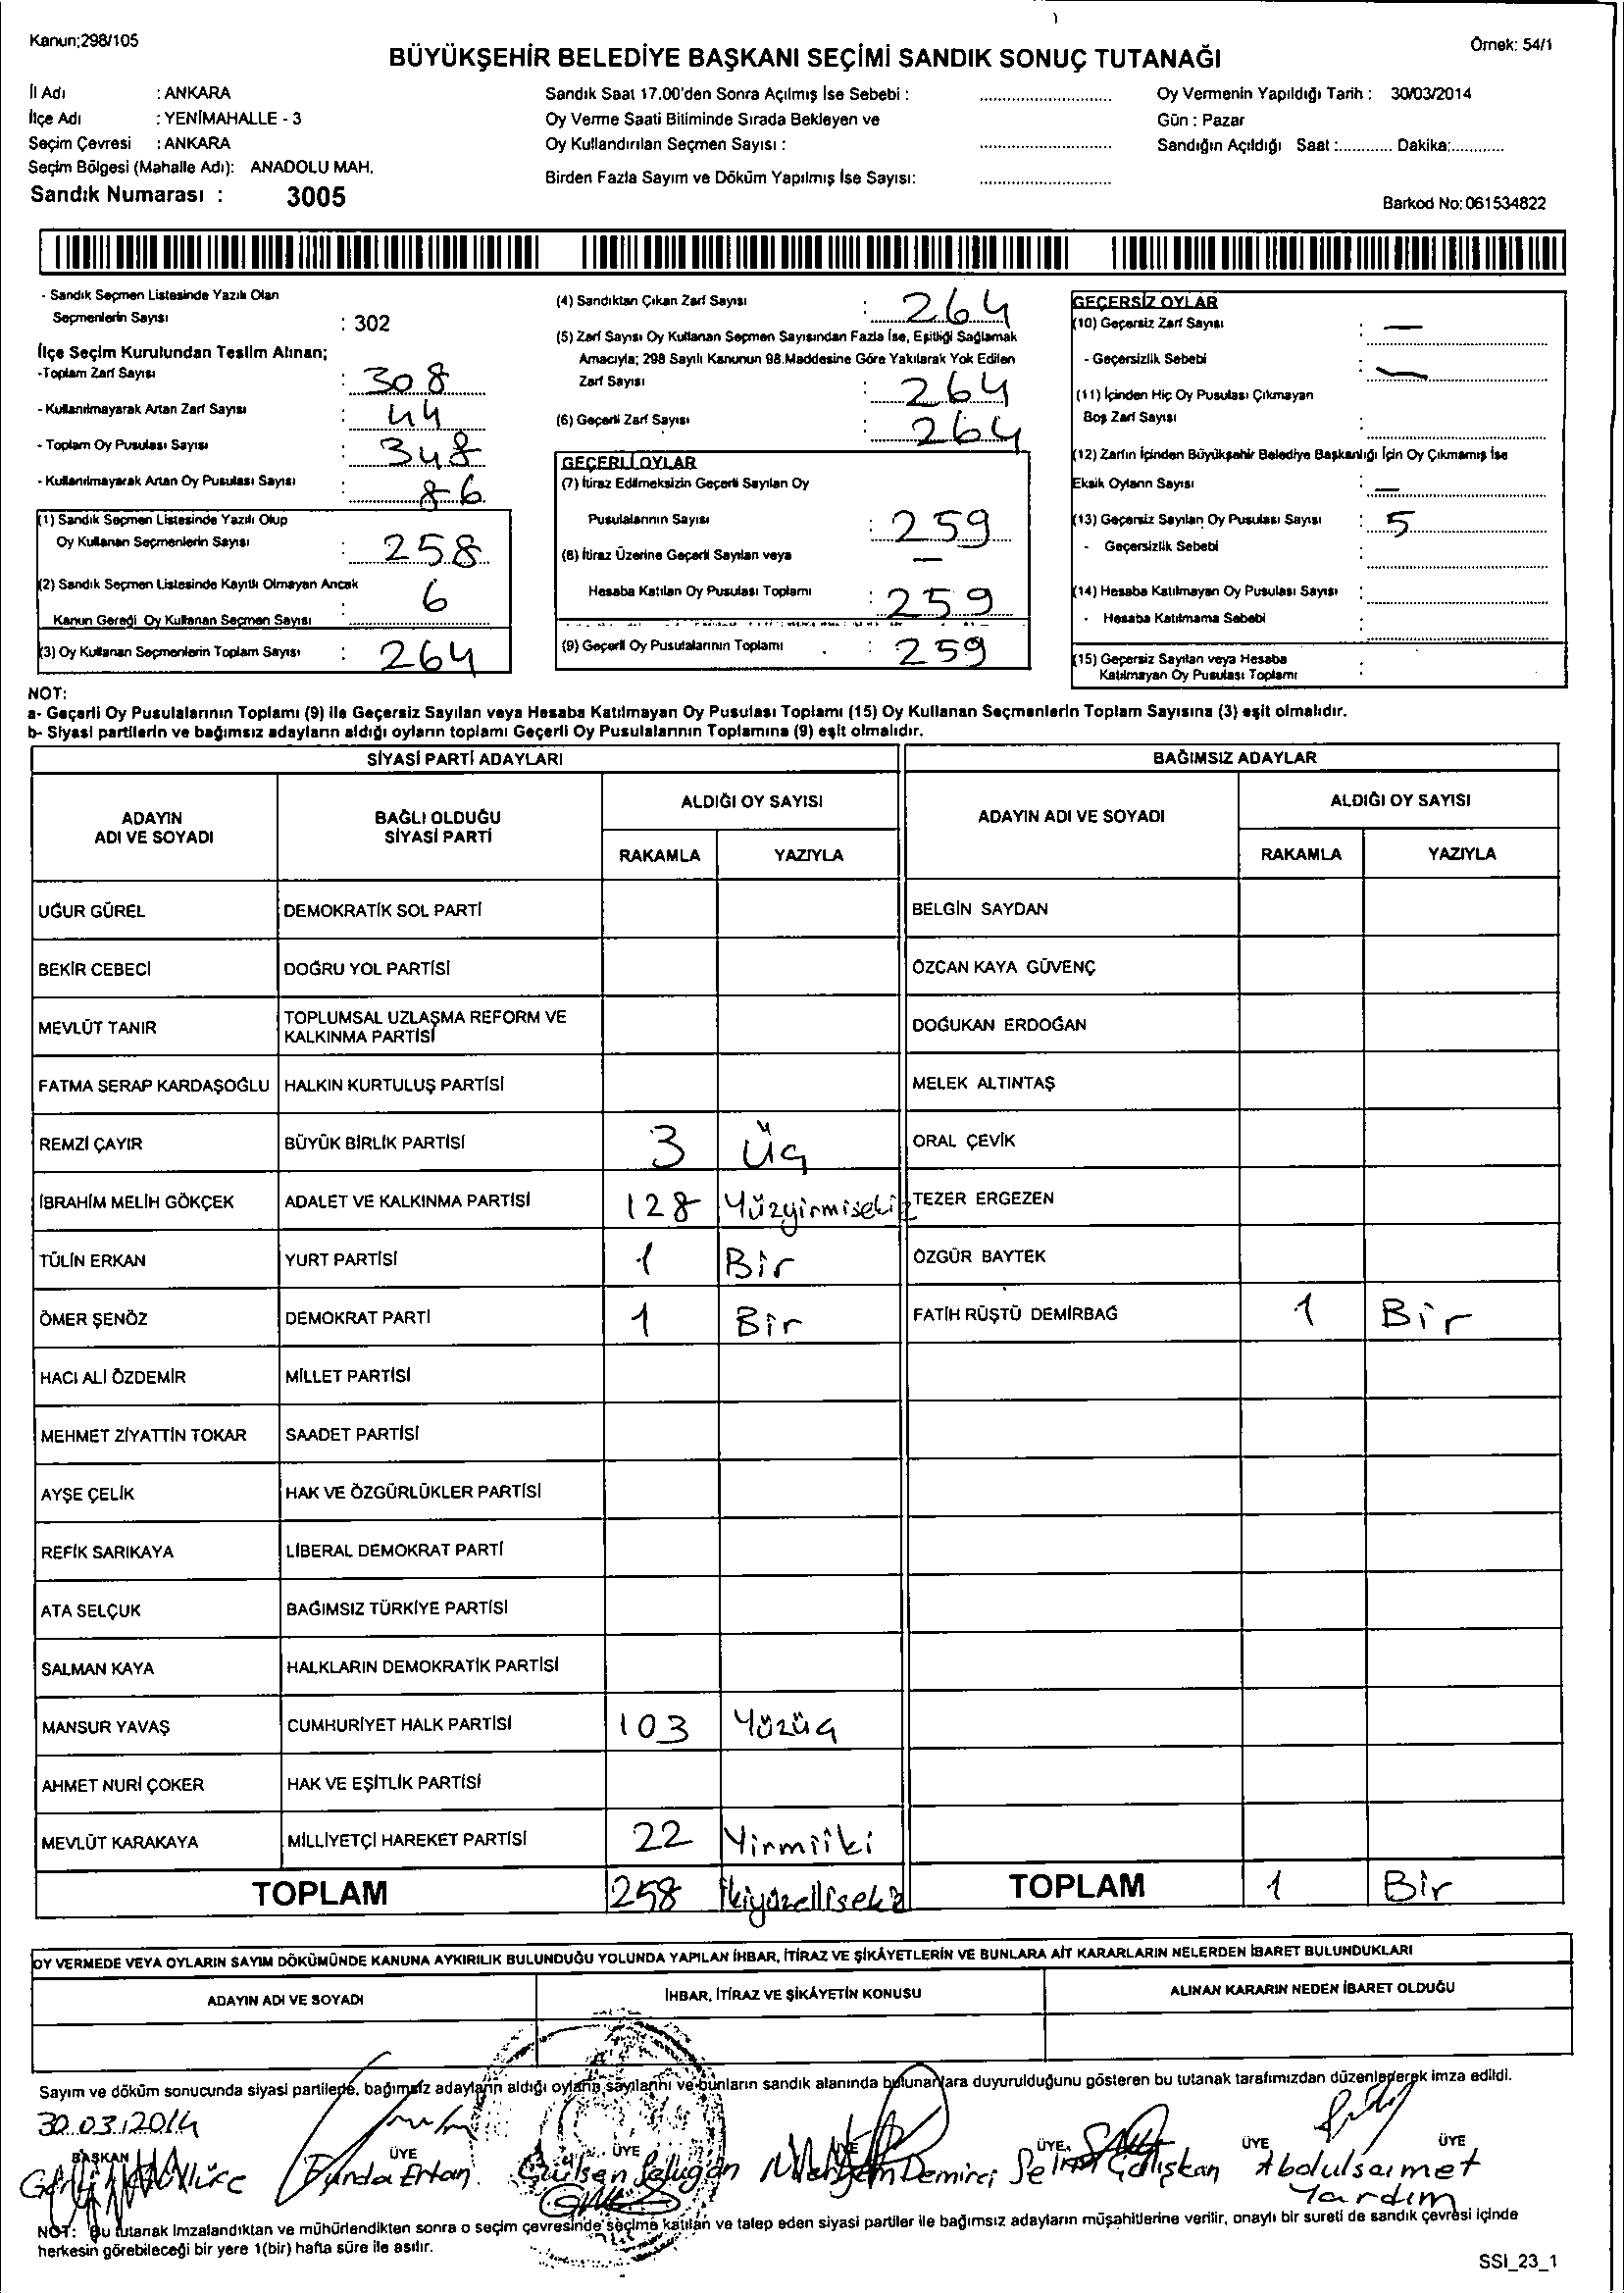 Kanun;298/105
Örnek: 54/1
BÜYÜKŞEHİR BELEDİYE BAŞKANI SEÇİMİ SANDIK SONUÇ TUTANAĞI
İl Adı : ANKARA
İlçe Adı : YENİMAHALLE - 3
Seçim Çevresi : ANKARA
Seçim Bölgesi (Mahalle Adı): ANADOLU MAH.
Sandık Numarası : 3005
Sandık Saat 17.00'den Sonra Açılmış İse Sebebi :
Oy Verme Saati Bitiminde Sırada Bekleyen ve
Oy Kullandırılan Seçmen Sayısı :
Birden Fazla Sayım ve Döküm Yapılmış İse Sayısı:
Oy Vermenin Yapıldığı Tarih : 30/03/2014
Gün : Pazar
Sandığın Açıldığı Saat :............ Dakika:............
Barkod No: 061534822
- Sandık Seçmen Listesinde Yazılı Olan
Seçmenlerin Sayısı : 302
İlçe Seçim Kurulundan Teslim Alınan;
-Toplam Zarf Sayısı : 308
- Kullanılmayarak Artan Zarf Sayısı : 44
- Toplam Oy Pusulası Sayısı : 348
- Kullanılmayarak Artan Oy Pusulası Sayısı : 86
(1) Sandık Seçmen Listesinde Yazılı Olup
Oy Kullanan Seçmenlerin Sayısı : 258
(2) Sandık Seçmen Listesinde Kayıtlı Olmayan Ancak
Kanun Gereği Oy Kullanan Seçmen Sayısı : 6
(3) Oy Kullanan Seçmenlerin Toplam Sayısı : 264
(4) Sandıktan Çıkan Zarf Sayısı : 264
(5) Zarf Sayısı Oy Kullanan Seçmen Sayısından Fazla İse, Eşitliği Sağlamak
Amacıyla; 298 Sayılı Kanunun 98.Maddesine Göre Yakılarak Yok Edilen
Zarf Sayısı : 264
(6) Geçerli Zarf Sayısı : 264
GEÇERLİ OYLAR
(7) İtiraz Edilmeksizin Geçerli Sayılan Oy
Pusulalarının Sayısı : 259
(8) İtiraz Üzerine Geçerli Sayılan veya —
Hesaba Katılan Oy Pusulası Toplamı : 259
(9) Geçerli Oy Pusulalarının Toplamı : 259
GEÇERSİZ OYLAR
(10) Geçersiz Zarf Sayısı : —
- Geçersizlik Sebebi : —
(11) İçinden Hiç Oy Pusulası Çıkmayan
Boş Zarf Sayısı :
(12) Zarfın İçinden Büyükşehir Belediye Başkanlığı İçin Oy Çıkmamış İse
Eksik Oyların Sayısı : —
(13) Geçersiz Sayılan Oy Pusulası Sayısı : 5
- Geçersizlik Sebebi :
(14) Hesaba Katılmayan Oy Pusulası Sayısı :
- Hesaba Katılmama Sebebi :
(15) Geçersiz Sayılan veya Hesaba
Katılmayan Oy Pusulası Toplamı :
NOT:
a- Geçerli Oy Pusulalarının Toplamı (9) ile Geçersiz Sayılan veya Hesaba Katılmayan Oy Pusulası Toplamı (15) Oy Kullanan Seçmenlerin Toplam Sayısına (3) eşit olmalıdır.
b- Siyasi partilerin ve bağımsız adayların aldığı oyların toplamı Geçerli Oy Pusulalarının Toplamına (9) eşit olmalıdır.
SİYASİ PARTİ ADAYLARI
BAĞIMSIZ ADAYLAR
ADAYIN
ADI VE SOYADI
BAĞLI OLDUĞU
SİYASİ PARTİ
ALDIĞI OY SAYISI
RAKAMLA YAZIYLA
ADAYIN ADI VE SOYADI
ALDIĞI OY SAYISI
RAKAMLA YAZIYLA
UĞUR GÜREL DEMOKRATİK SOL PARTİ BELGİN SAYDAN
BEKİR CEBECİ DOĞRU YOL PARTİSİ ÖZCAN KAYA GÜVENÇ
MEVLÜT TANIR TOPLUMSAL UZLAŞMA REFORM VE
KALKINMA PARTİSİ DOĞUKAN ERDOĞAN
FATMA SERAP KARDAŞOĞLU HALKIN KURTULUŞ PARTİSİ MELEK ALTINTAŞ
REMZİ ÇAYIR BÜYÜK BİRLİK PARTİSİ 3 Üç ORAL ÇEVİK
İBRAHİM MELİH GÖKÇEK ADALET VE KALKINMA PARTİSİ 128 Yüzyirmisekiz TEZER ERGEZEN
TÜLİN ERKAN YURT PARTİSİ 1 Bir ÖZGÜR BAYTEK
ÖMER ŞENÖZ DEMOKRAT PARTİ 1 Bir FATİH RÜŞTÜ DEMİRBAĞ 1 Bir
HACI ALİ ÖZDEMİR MİLLET PARTİSİ
MEHMET ZİYATTİN TOKAR SAADET PARTİSİ
AYŞE ÇELİK HAK VE ÖZGÜRLÜKLER PARTİSİ
REFİK SARIKAYA LİBERAL DEMOKRAT PARTİ
ATA SELÇUK BAĞIMSIZ TÜRKİYE PARTİSİ
SALMAN KAYA HALKLARIN DEMOKRATİK PARTİSİ
MANSUR YAVAŞ CUMHURİYET HALK PARTİSİ 103 Yüzüç
AHMET NURİ ÇOKER HAK VE EŞİTLİK PARTİSİ
MEVLÜT KARAKAYA MİLLİYETÇİ HAREKET PARTİSİ 22 Yirmiiki
TOPLAM 258 İkiyüzellisekiz TOPLAM 1 Bir
OY VERMEDE VEYA OYLARIN SAYIM DÖKÜMÜNDE KANUNA AYKIRILIK BULUNDUĞU YOLUNDA YAPILAN İHBAR, İTİRAZ VE ŞİKÂYETLERİN VE BUNLARA AİT KARARLARIN NELERDEN İBARET BULUNDUKLARI
ADAYIN ADI VE SOYADI İHBAR, İTİRAZ VE ŞİKÂYETİN KONUSU ALINAN KARARIN NEDEN İBARET OLDUĞU
Sayım ve döküm sonucunda siyasi partilerle, bağımsız adayların aldığı oyların sayılarını ve bunların sandık alanında bulunanlara duyurulduğunu gösteren bu tutanak tarafımızdan düzenlenerek imza edildi.
30.03.2014
BAŞKAN ÜYE ÜYE ÜYE ÜYE ÜYE ÜYE
Funda Ertan Gülsen Demirci Çalışkan Abdulsamet
Yardım
NOT: Bu tutanak imzalandıktan ve mühürlendikten sonra o seçim çevresinde seçime katılan ve talep eden siyasi partiler ile bağımsız adayların müşahitlerine verilir, onaylı bir sureti de sandık çevresi içinde
herkesin görebileceği bir yere 1(bir) hafta süre ile asılır.
SSI_23_1